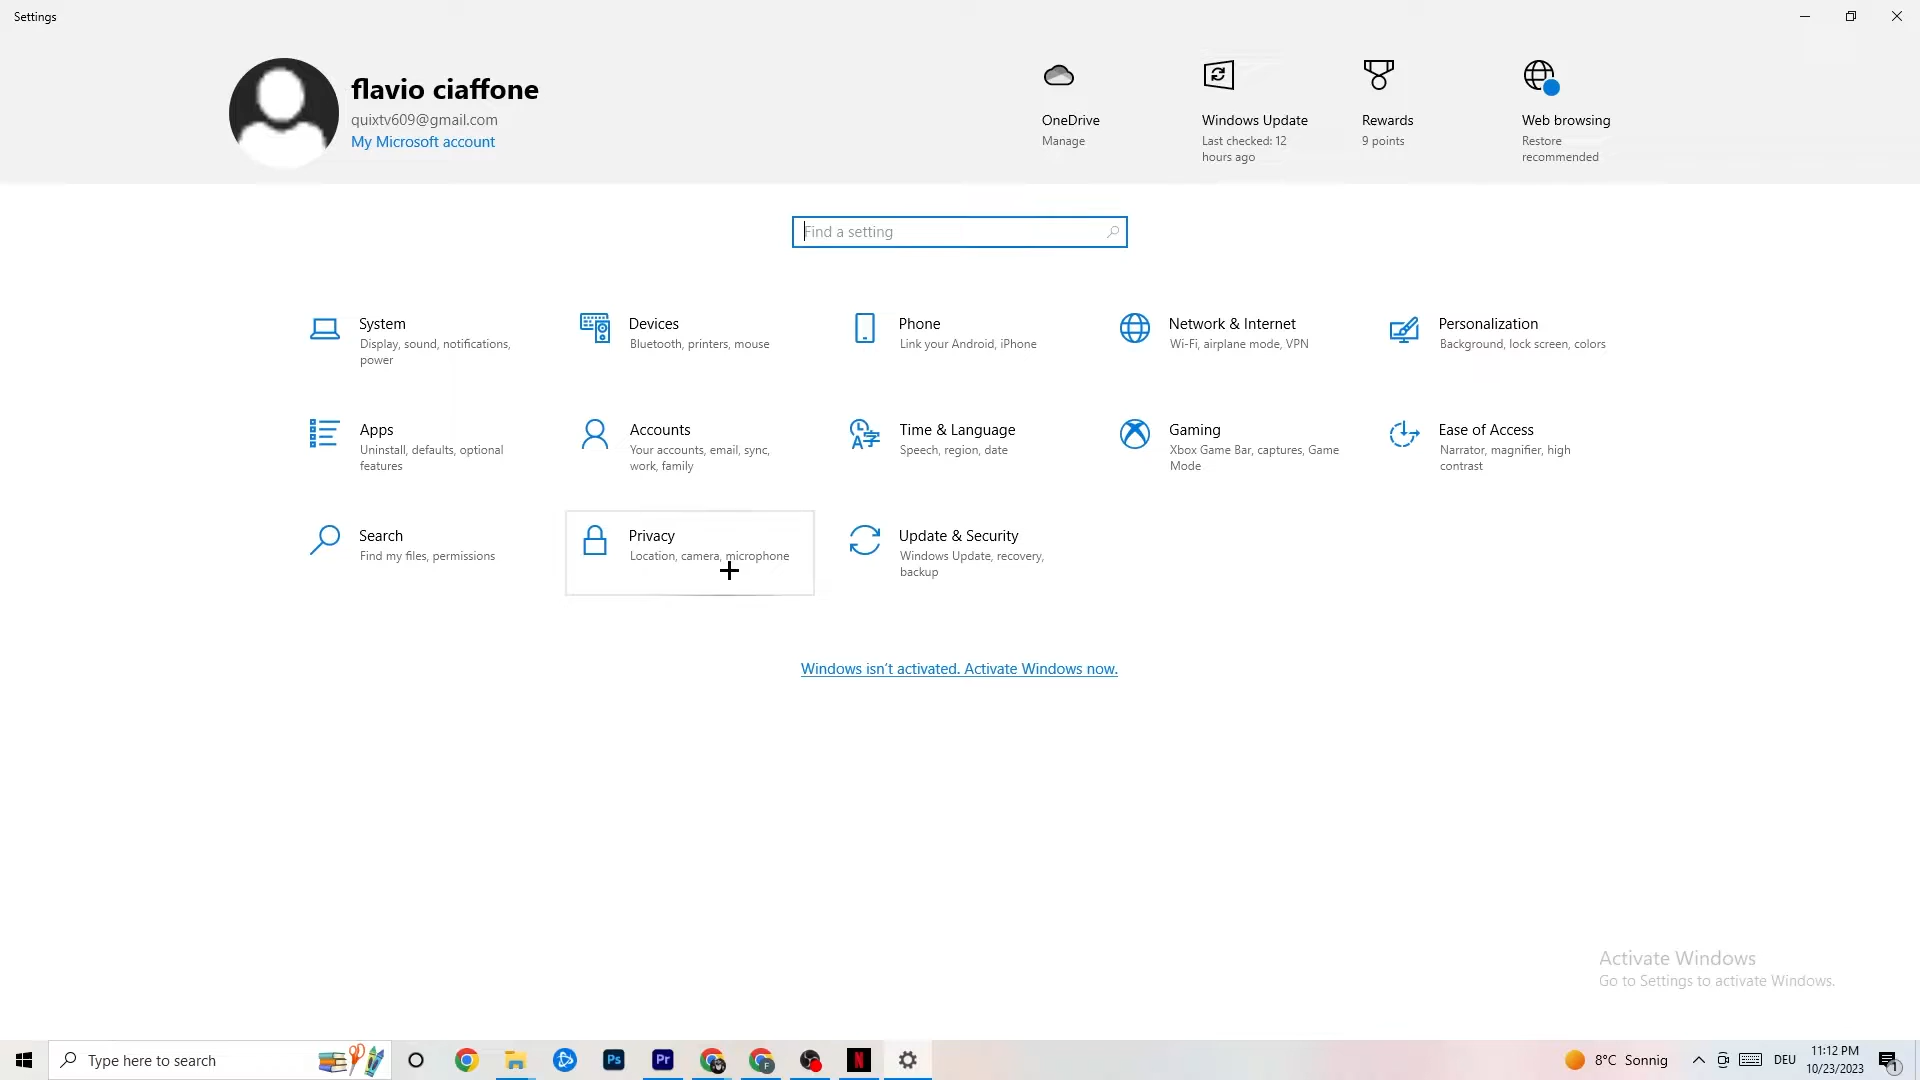 Settings
flavio ciaffone
quixtv609@gmail.com
My Microsoft account
OneDrive
Manage
Windows Update
Last checked: 12
hours ago
Rewards
9 points
Web browsing
Restore
recommended
Find a setting
System
Display, sound, notifications,
power
Devices
Bluetooth, printers, mouse
Phone
Link your Android, iPhone
Network & Internet
Wi-Fi, airplane mode, VPN
Personalization
Background, lock screen, colors
Apps
Uninstall, defaults, optional
features
Accounts
Your accounts, email, sync,
work, family
Time & Language
Speech, region, date
Gaming
Xbox Game Bar, captures, Game
Mode
Ease of Access
Narrator, magnifier, high
contrast
Search
Find my files, permissions
Privacy
Location, camera, microphone
Update & Security
Windows Update, recovery,
backup
Windows isn't activated. Activate Windows now.
Activate Windows
Go to Settings to activate Windows.
Type here to search
Ps
Pr
F
N
8°C Sonnig
DEU
11:12 PM
10/23/2023
1